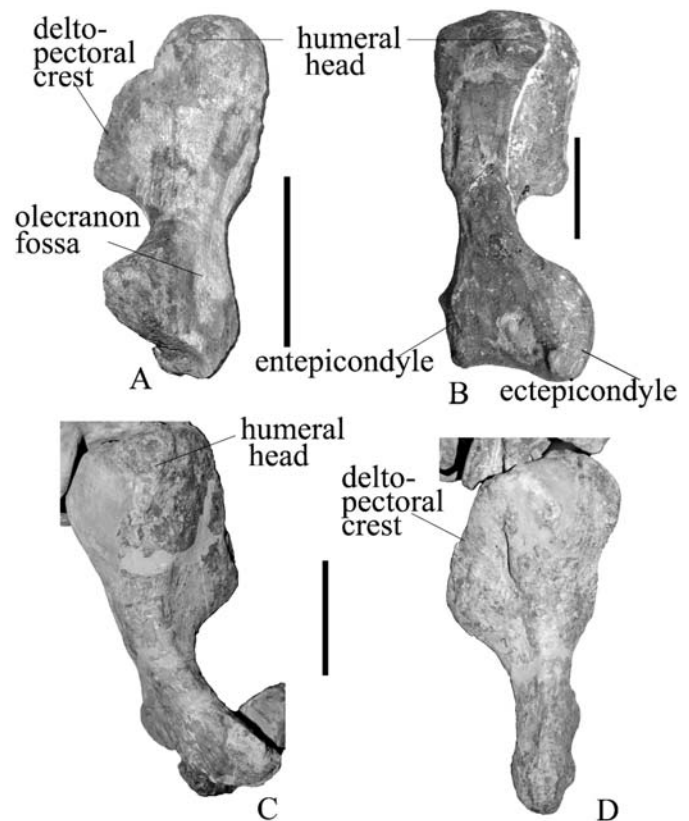 delto-
pectoral
crest
humeral
head
olecranon
fossa
entepicondyle
A
B
ectepicondyle
humeral
head
delto-
pectoral
crest
C
D